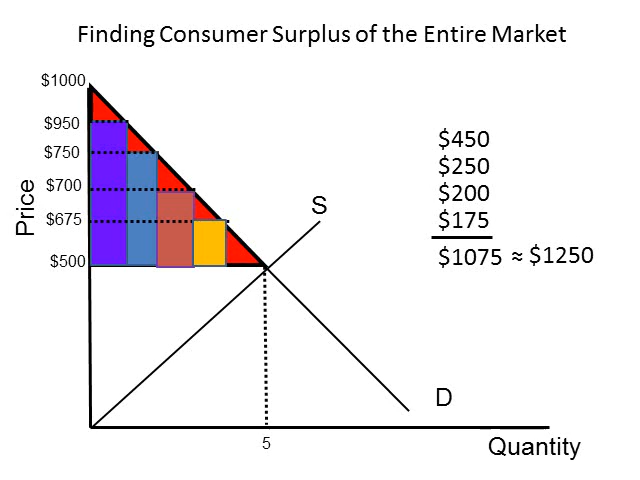 Finding Consumer Surplus of the Entire Market
$1000
$950
$750
$700
$675
$500
Price
S
D
5
Quantity
$450
$250
$200
$175
$1075 ≈ $1250